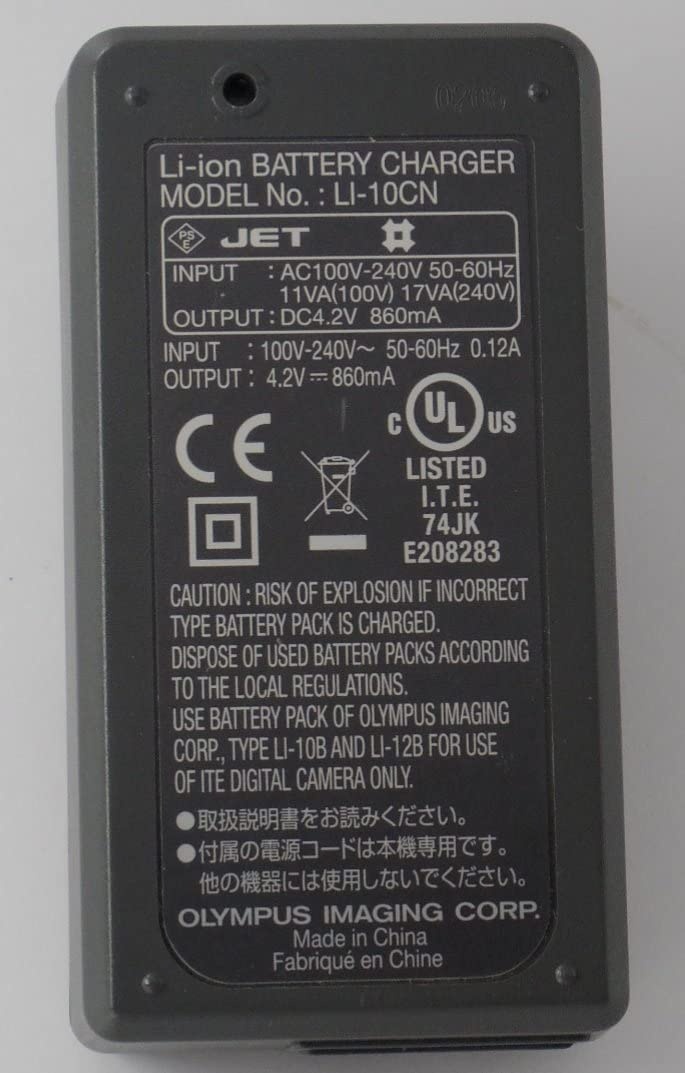 Li-ion BATTERY CHARGER
MODEL No. : LI-10CN
PS E JET
INPUT : AC100V-240V 50-60Hz
11VA(100V) 17VA(240V)
OUTPUT : DC4.2V 860mA
INPUT : 100V-240V～ 50-60Hz 0.12A
OUTPUT : 4.2V⎓860mA
CE
C UL US
LISTED
I.T.E.
74JK
E208283
CAUTION : RISK OF EXPLOSION IF INCORRECT
TYPE BATTERY PACK IS CHARGED.
DISPOSE OF USED BATTERY PACKS ACCORDING
TO THE LOCAL REGULATIONS.
USE BATTERY PACK OF OLYMPUS IMAGING
CORP., TYPE LI-10B AND LI-12B FOR USE
OF ITE DIGITAL CAMERA ONLY.
●取扱説明書をお読みください。
●付属の電源コードは本機専用です。
他の機器には使用しないでください。
OLYMPUS IMAGING CORP.
Made in China
Fabriqué en Chine